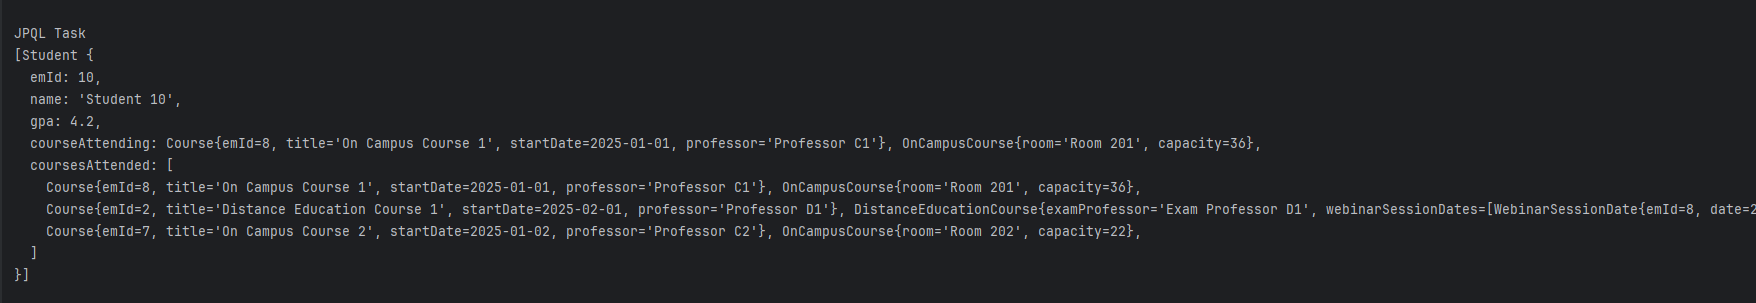 JPQL Task
[Student {
  emId: 10,
  name: 'Student 10',
  gpa: 4.2,
  courseAttending: Course{emId=8, title='On Campus Course 1', startDate=2025-01-01, professor='Professor C1'}, OnCampusCourse{room='Room 201', capacity=36},
  coursesAttended: [
    Course{emId=8, title='On Campus Course 1', startDate=2025-01-01, professor='Professor C1'}, OnCampusCourse{room='Room 201', capacity=36},
    Course{emId=2, title='Distance Education Course 1', startDate=2025-02-01, professor='Professor D1'}, DistanceEducationCourse{examProfessor='Exam Professor D1', webinarSessionDates=[WebinarSessionDate{emId=8, date=2
    Course{emId=7, title='On Campus Course 2', startDate=2025-01-02, professor='Professor C2'}, OnCampusCourse{room='Room 202', capacity=22},
  ]
}]